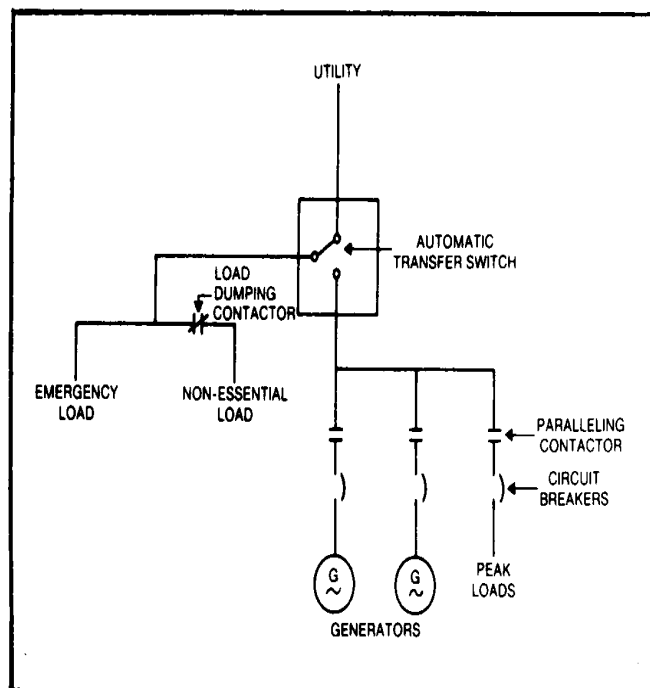 UTILITY
AUTOMATIC
TRANSFER SWITCH
LOAD
DUMPING
CONTACTOR
EMERGENCY
LOAD
NON-ESSENTIAL
LOAD
PARALLELING
CONTACTOR
CIRCUIT
BREAKERS
G
~
G
~
PEAK
LOADS
GENERATORS